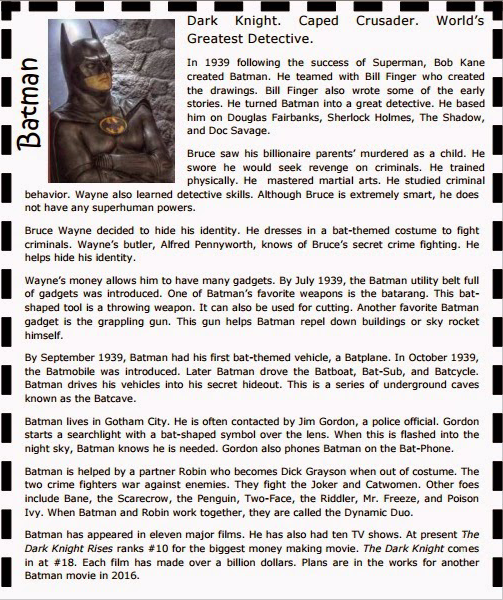 Batman
Dark Knight. Caped Crusader. World's
Greatest Detective.
In 1939 following the success of Superman, Bob Kane
created Batman. He teamed with Bill Finger who created
the drawings. Bill Finger also wrote some of the early
stories. He turned Batman into a great detective. He based
him on Douglas Fairbanks, Sherlock Holmes, The Shadow,
and Doc Savage.
Bruce saw his billionaire parents' murdered as a child. He
swore he would seek revenge on criminals. He trained
physically. He mastered martial arts. He studied criminal
behavior. Wayne also learned detective skills. Although Bruce is extremely smart, he does
not have any superhuman powers.
Bruce Wayne decided to hide his identity. He dresses in a bat-themed costume to fight
criminals. Wayne's butler, Alfred Pennyworth, knows of Bruce's secret crime fighting. He
helps hide his identity.
Wayne's money allows him to have many gadgets. By July 1939, the Batman utility belt full
of gadgets was introduced. One of Batman's favorite weapons is the batarang. This bat-
shaped tool is a throwing weapon. It can also be used for cutting. Another favorite Batman
gadget is the grappling gun. This gun helps Batman repel down buildings or sky rocket
himself.
By September 1939, Batman had his first bat-themed vehicle, a Batplane. In October 1939,
the Batmobile was introduced. Later Batman drove the Batboat, Bat-Sub, and Batcycle.
Batman drives his vehicles into his secret hideout. This is a series of underground caves
known as the Batcave.
Batman lives in Gotham City. He is often contacted by Jim Gordon, a police official. Gordon
starts a searchlight with a bat-shaped symbol over the lens. When this is flashed into the
night sky, Batman knows he is needed. Gordon also phones Batman on the Bat-Phone.
Batman is helped by a partner Robin who becomes Dick Grayson when out of costume. The
two crime fighters war against enemies. They fight the Joker and Catwomen. Other foes
include Bane, the Scarecrow, the Penguin, Two-Face, the Riddler, Mr. Freeze, and Poison
Ivy. When Batman and Robin work together, they are called the Dynamic Duo.
Batman has appeared in eleven major films. He has also had ten TV shows. At present The
Dark Knight Rises ranks #10 for the biggest money making movie. The Dark Knight comes
in at #18. Each film has made over a billion dollars. Plans are in the works for another
Batman movie in 2016.